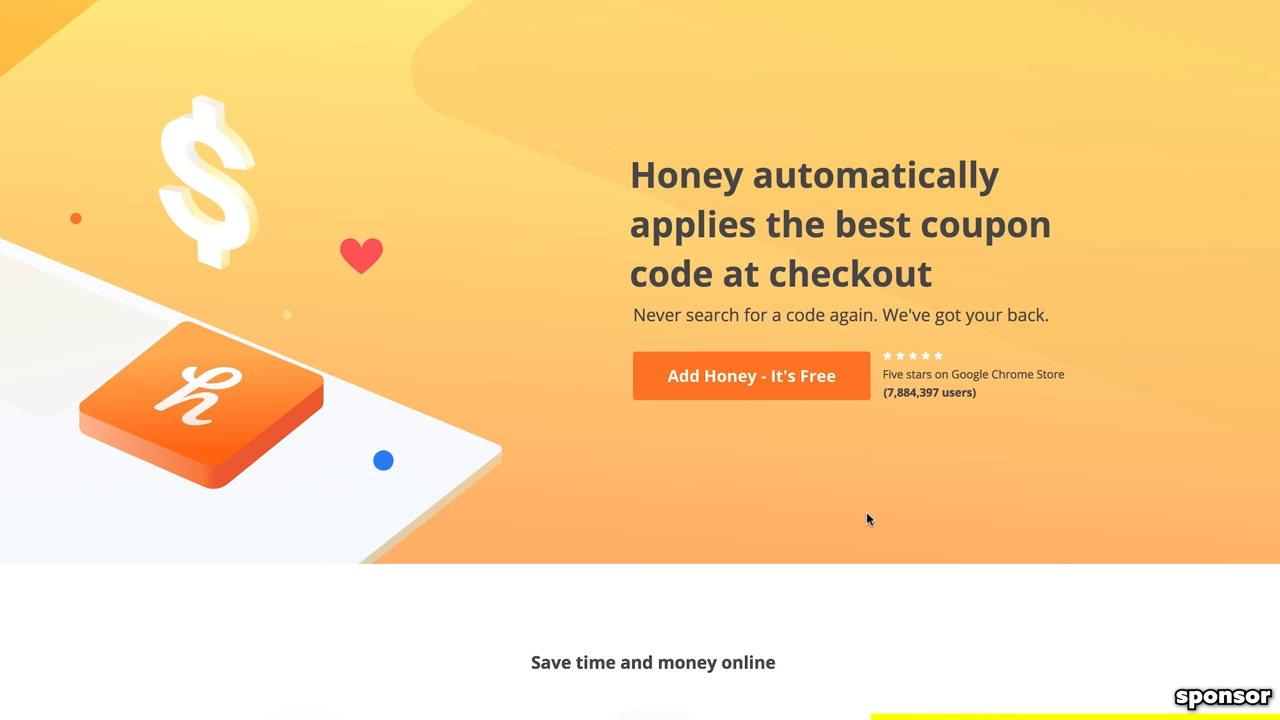 Honey automatically
applies the best coupon
code at checkout
Never search for a code again. We've got your back.
Add Honey - It's Free
Five stars on Google Chrome Store
(7,884,397 users)
h
Save time and money online
sponsor